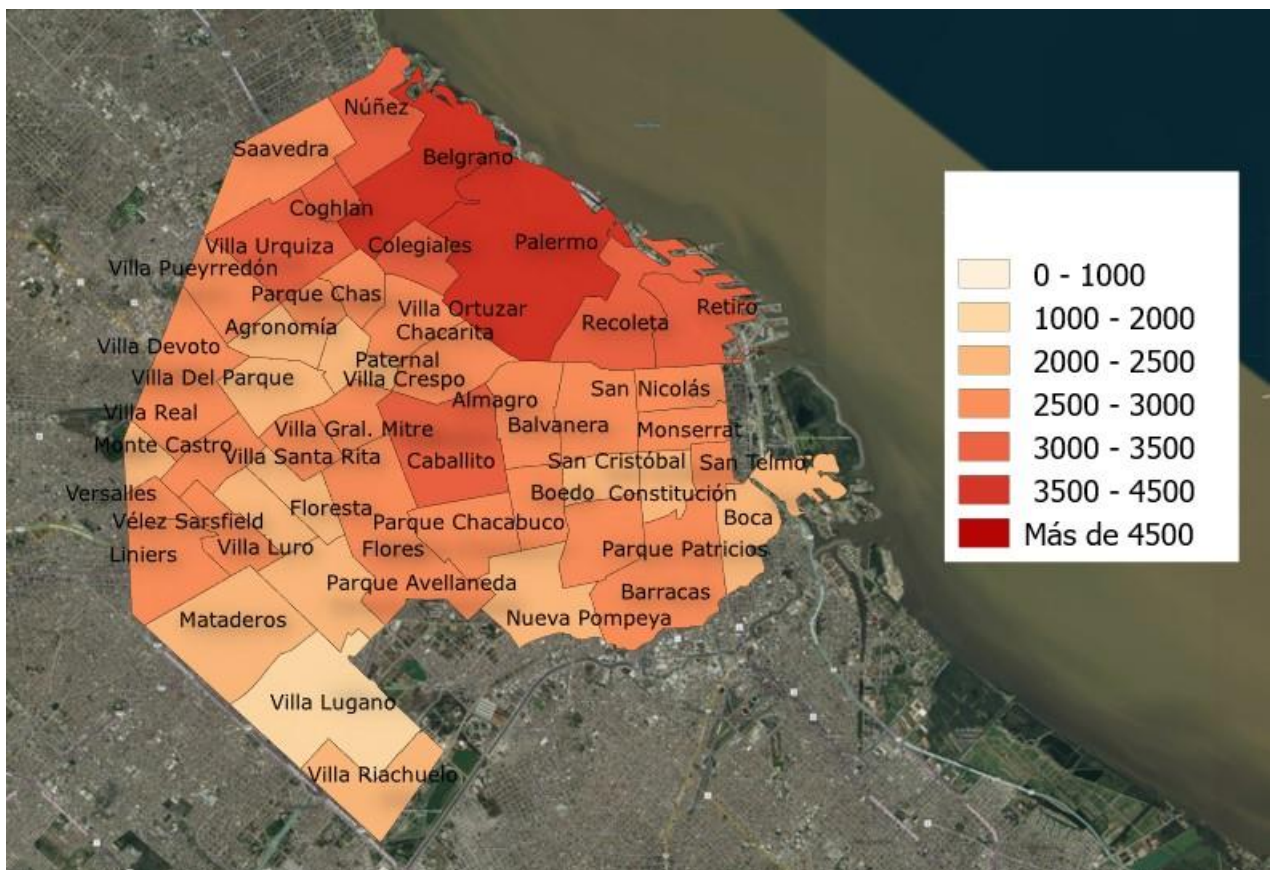 Núñez
Saavedra
Belgrano
Coghlan
Villa Urquiza
Colegiales
Palermo
Villa Pueyrredón
Parque Chas
Villa Ortuzar
Retiro
Recoleta
Agronomía
Chacarita
Villa Devoto
Paternal
Villa Del Parque
Villa Crespo
San Nicolás
Almagro
Villa Real
Balvanera
Villa Gral. Mitre
Monserrat
Monte Castro
Villa Santa Rita
Caballito
San Cristóbal
San Telmo
Versalles
Boedo
Constitución
Floresta
Boca
Vélez Sarsfield
Parque Chacabuco
Villa Luro
Flores
Liniers
Parque Patricios
Parque Avellaneda
Barracas
Mataderos
Nueva Pompeya
Villa Lugano
Villa Riachuelo
0 - 1000
1000 - 2000
2000 - 2500
2500 - 3000
3000 - 3500
3500 - 4500
Más de 4500